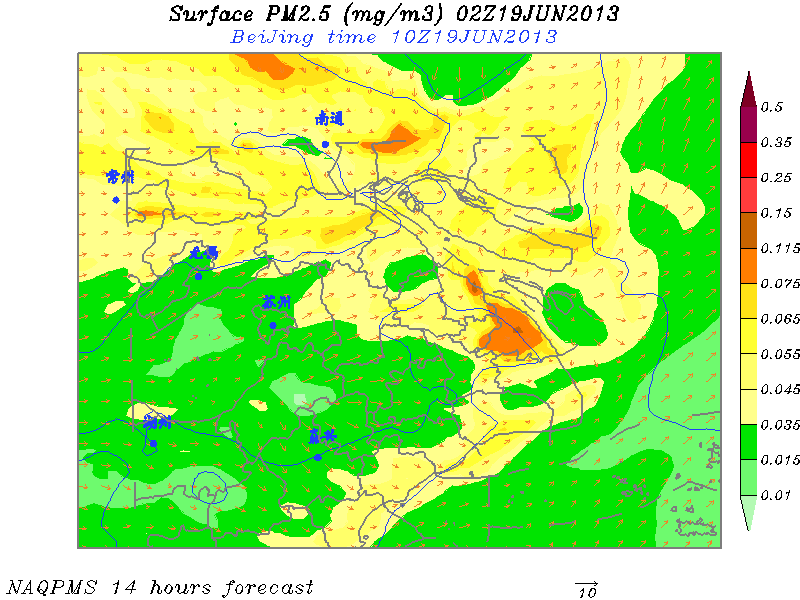 Surface PM2.5 (mg/m3) 02Z19JUN2013
BeiJing time 10Z19JUN2013
南通
常州
无锡
苏州
湖州
嘉兴
0.5
0.35
0.25
0.15
0.115
0.075
0.065
0.055
0.045
0.035
0.015
0.01
NAQPMS 14 hours forecast
10